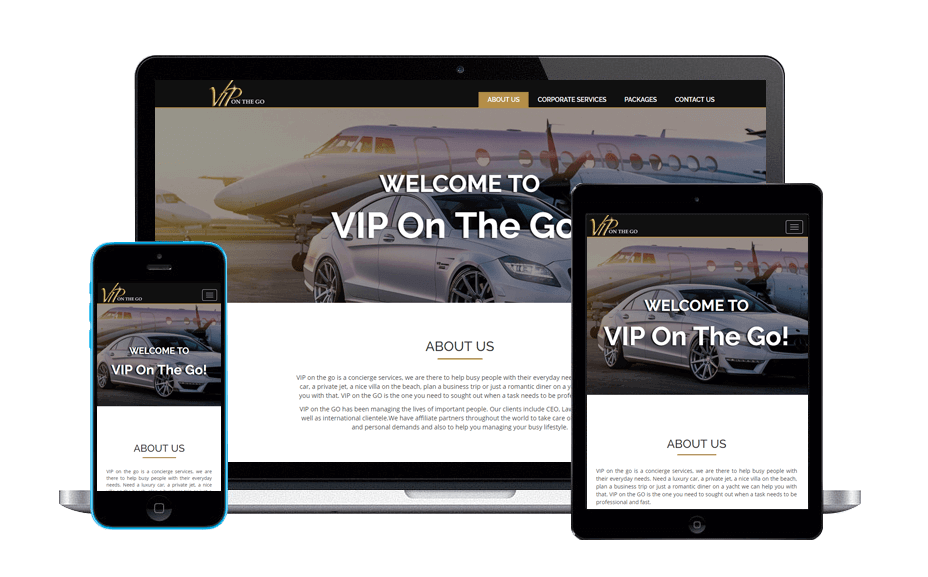 VIP ON THE GO
ABOUT US
CORPORATE SERVICES
PACKAGES
CONTACT US
WELCOME TO
VIP On The Go
ABOUT US
VIP on the go is a concierge services, we are there to help busy people with their everyday need
car, a private jet, a nice villa on the beach, plan a business trip or just a romantic diner on a y
you with that. VIP on the GO is the one you need to sought out when a task needs to be profe
VIP on the GO has been managing the lives of important people. Our clients include CEO, Law
well as international clientele.We have affiliate partners throughout the world to take care o
and personal demands and also to help you managing your busy lifestyle.
VIP ON THE GO
WELCOME TO
VIP On The Go!
ABOUT US
VIP on the go is a concierge services, we are
there to help busy people with their everyday
needs. Need a luxury car, a private jet, a nice
VIP ON THE GO
WELCOME TO
VIP On The Go!
ABOUT US
VIP on the go is a concierge services, we are there to help busy people with
their everyday needs. Need a luxury car, a private jet, a nice villa on the beach,
plan a business trip or just a romantic diner on a yacht we can help you with
that. VIP on the GO is the one you need to sought out when a task needs to be
professional and fast.